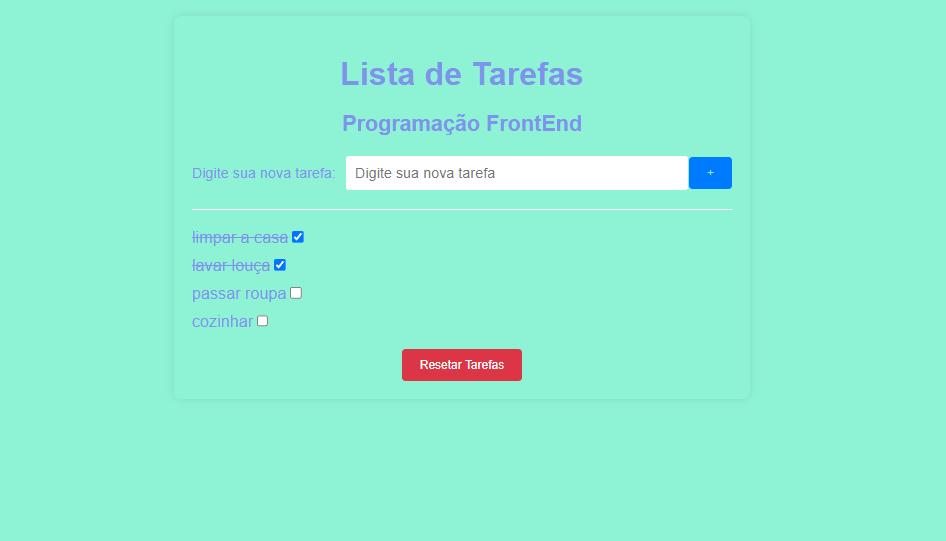 Lista de Tarefas
Programação FrontEnd
Digite sua nova tarefa: Digite sua nova tarefa +
limpar a casa
lavar louça
passar roupa
cozinhar
Resetar Tarefas